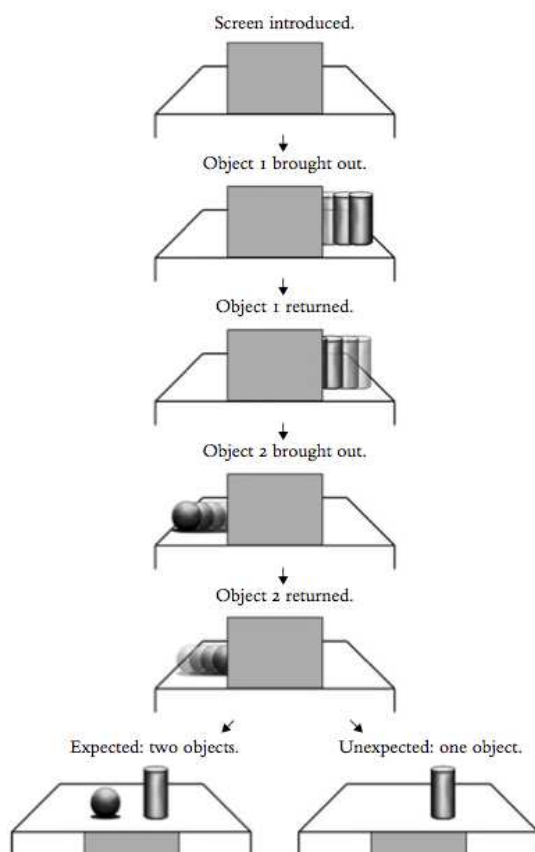 Screen introduced.
Object 1 brought out.
Object 1 returned.
Object 2 brought out.
Object 2 returned.
Expected: two objects.
Unexpected: one object.